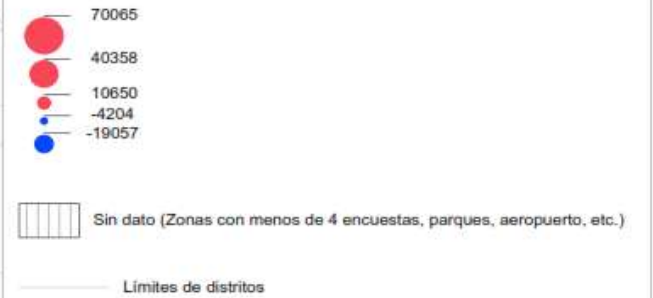 70065
40358
10650
-4204
-19057
Sin dato (Zonas con menos de 4 encuestas, parques, aeropuerto, etc.)
Límites de distritos